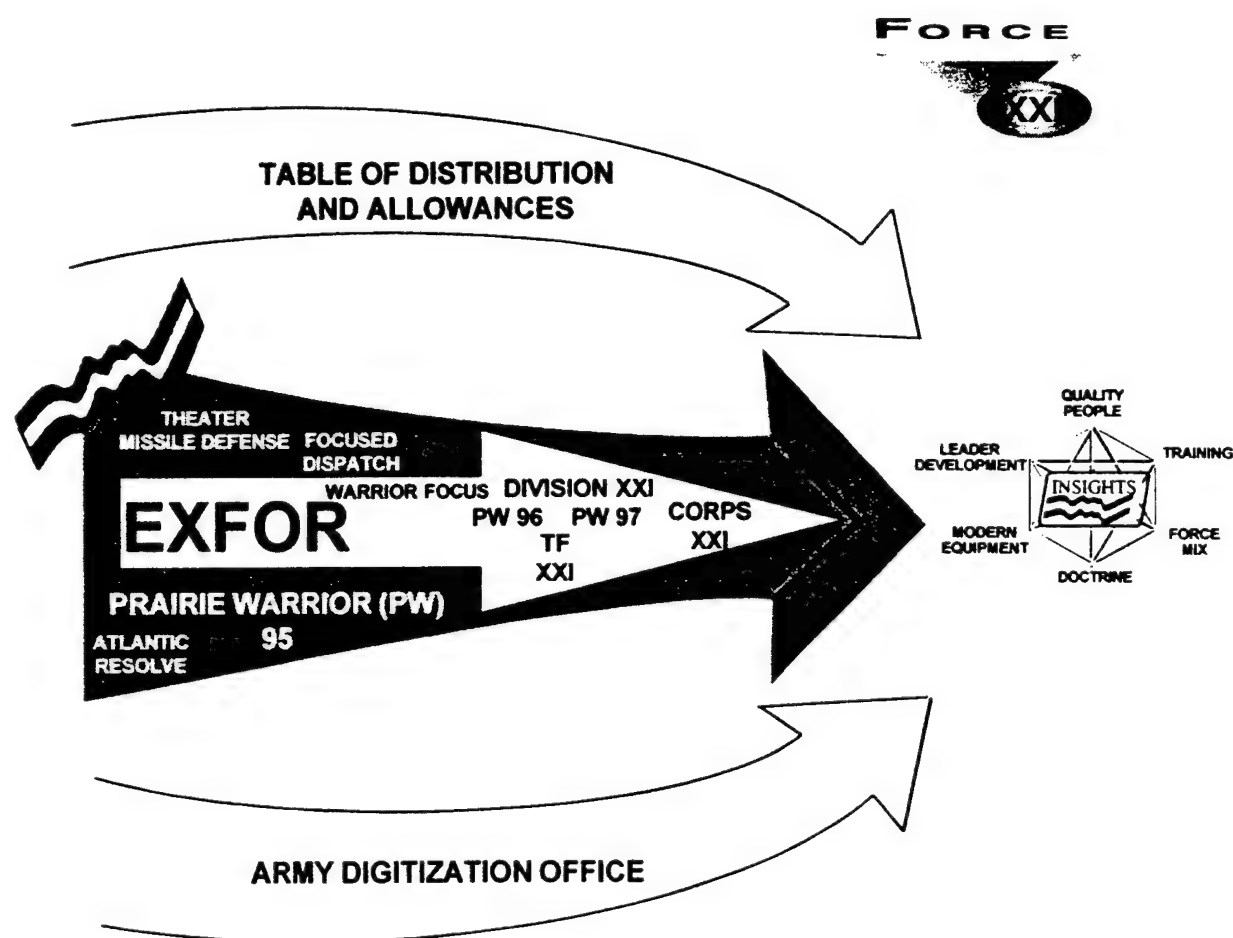 FORCE
XXI
TABLE OF DISTRIBUTION
AND ALLOWANCES
THEATER
MISSILE DEFENSE
FOCUSED
DISPATCH
WARRIOR FOCUS
EXFOR
DIVISION XXI
PW 96 PW 97
TF
XXI
CORPS
XXI
PRAIRIE WARRIOR (PW)
95
ATLANTIC
RESOLVE
QUALITY
PEOPLE
LEADER
DEVELOPMENT
TRAINING
INSIGHTS
MODERN
EQUIPMENT
FORCE
MIX
DOCTRINE
ARMY DIGITIZATION OFFICE